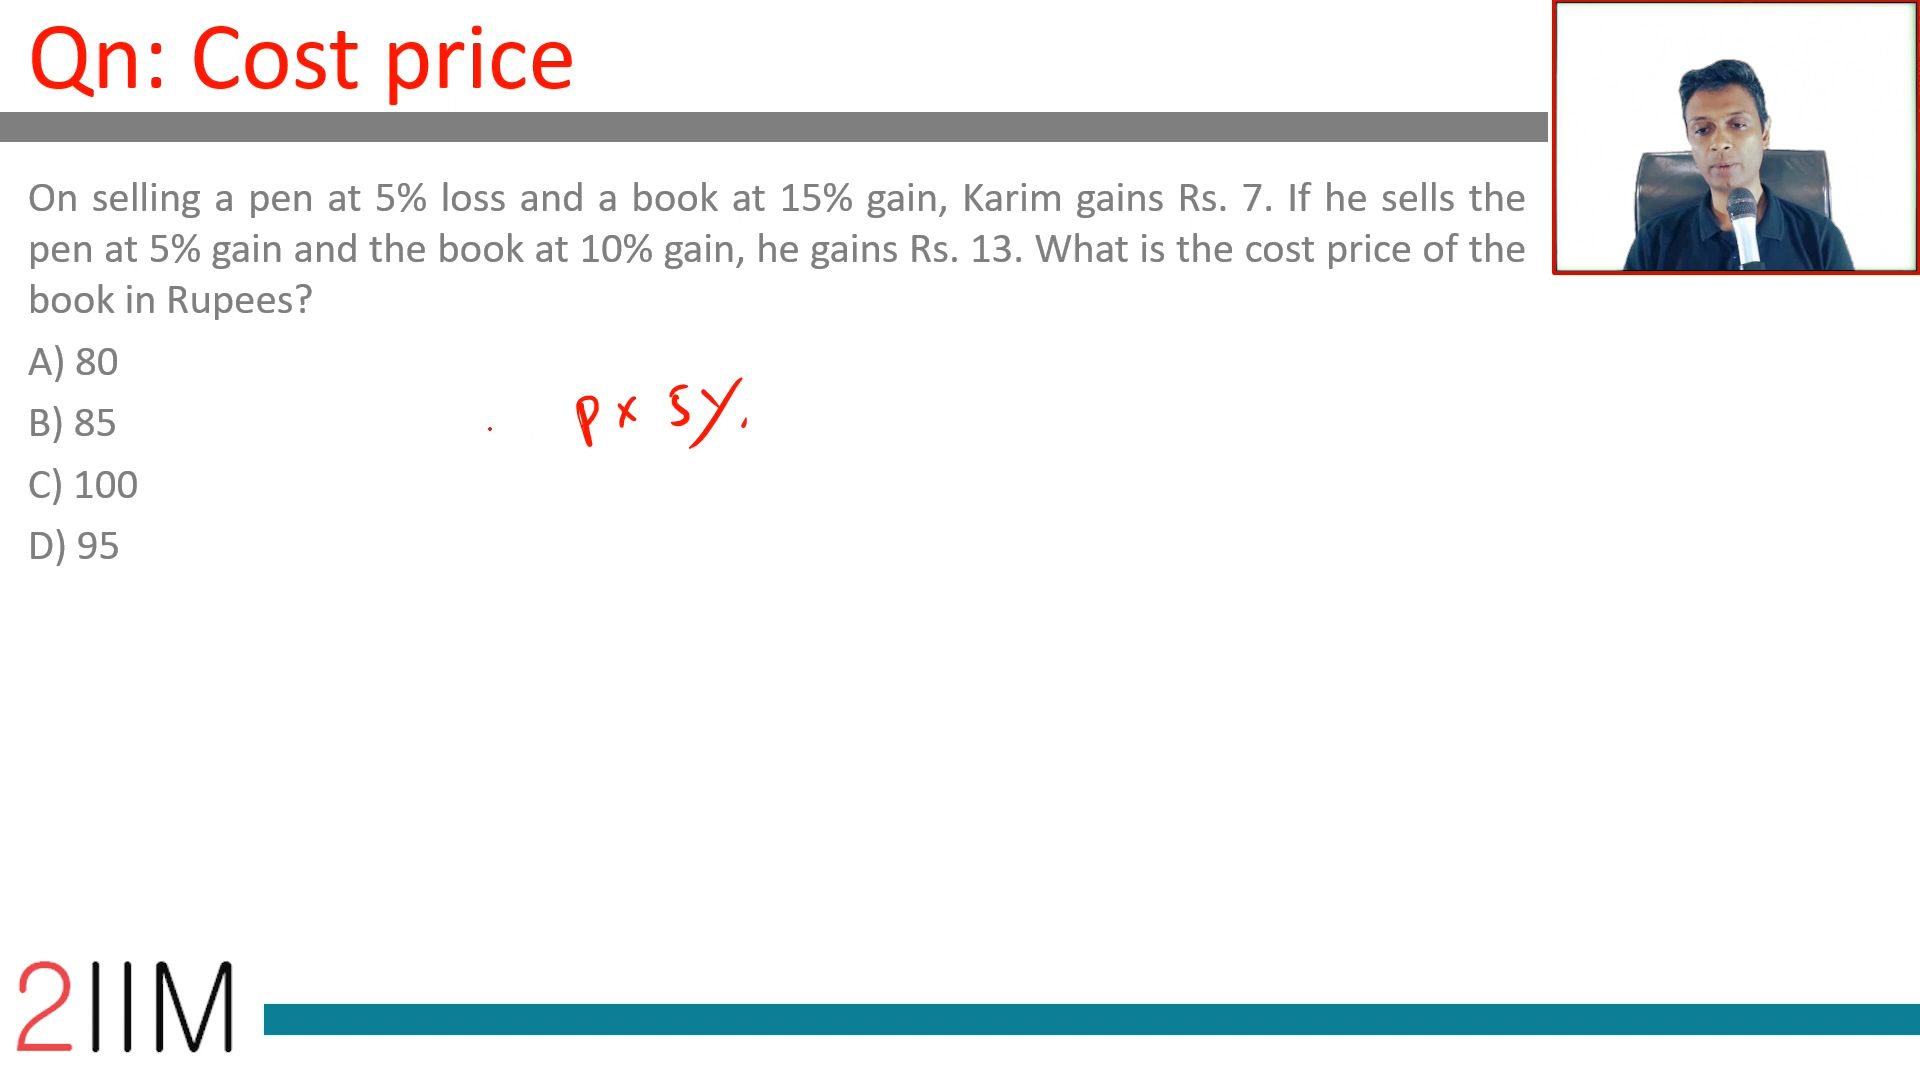 Qn: Cost price
On selling a pen at 5% loss and a book at 15% gain, Karim gains Rs. 7. If he sells the
pen at 5% gain and the book at 10% gain, he gains Rs. 13. What is the cost price of the
book in Rupees?
A) 80
B) 85
C) 100
D) 95
P x 5%.
2IIM